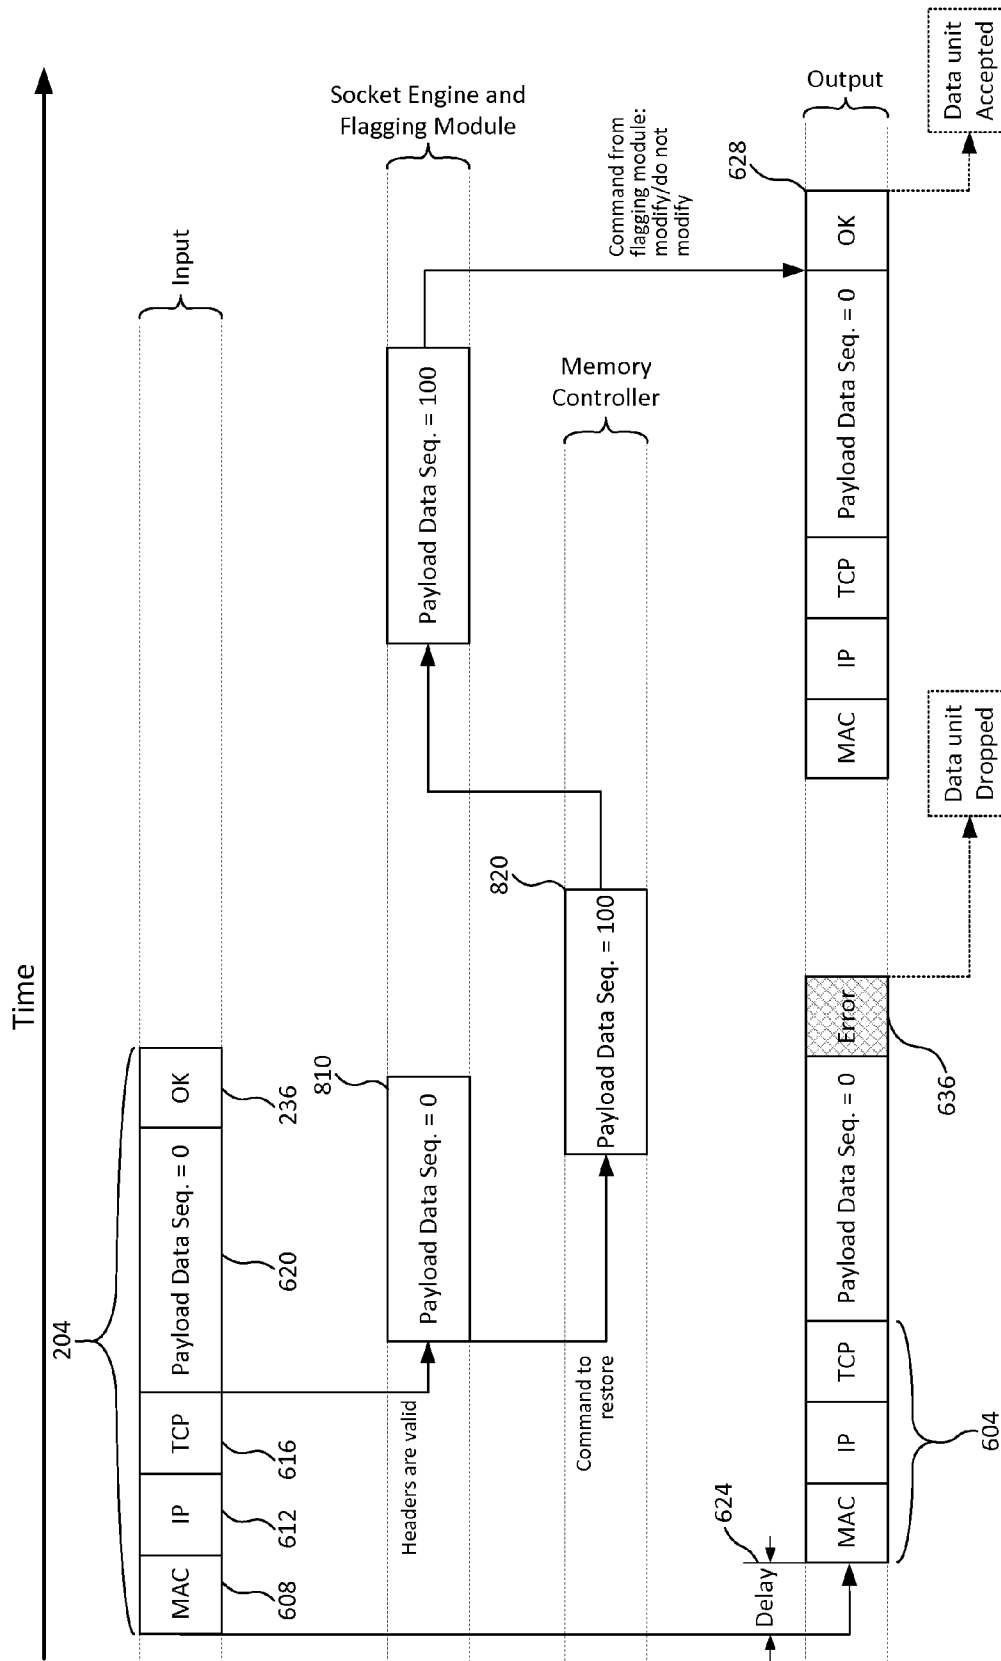 Time
204
MAC
IP
TCP
Payload Data Seq. = 0
OK
Input
608
612
616
620
236
Headers are valid
Payload Data Seq. = 0
810
Payload Data Seq. = 100
Socket Engine and
Flagging Module
Command to
restore
Payload Data Seq. = 100
820
Memory
Controller
Command from
flagging module:
modify/do not
modify
Delay
624
MAC
IP
TCP
Payload Data Seq. = 0
Error
MAC
IP
TCP
Payload Data Seq. = 0
OK
628
Output
604
636
Data unit
Dropped
Data unit
Accepted